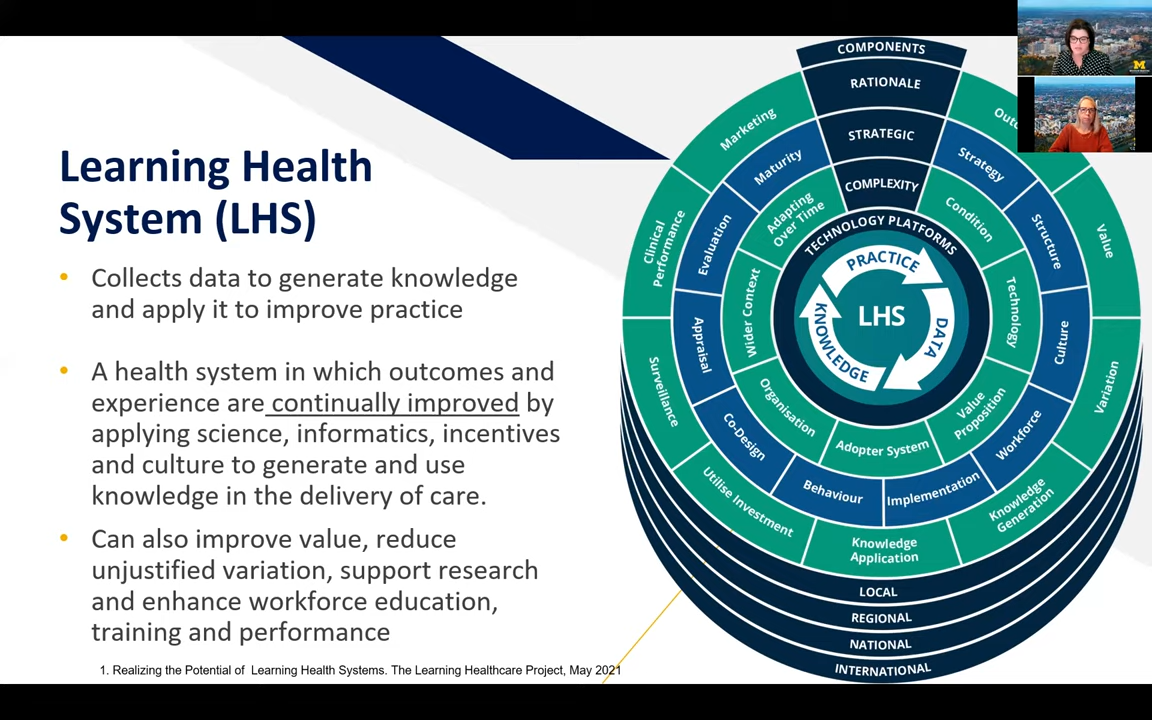 Learning Health
System (LHS)
• Collects data to generate knowledge
and apply it to improve practice
• A health system in which outcomes and
experience are continually improved by
applying science, informatics, incentives
and culture to generate and use
knowledge in the delivery of care.
• Can also improve value, reduce
unjustified variation, support research
and enhance workforce education,
training and performance
1. Realizing the Potential of Learning Health Systems. The Learning Healthcare Project, May 2021
COMPONENTS
RATIONALE
STRATEGIC
COMPLEXITY
TECHNOLOGY PLATFORMS
PRACTICE
DATA
KNOWLEDGE
LHS
Value
Variation
Knowledge
Generation
Knowledge
Application
Utilise Investment
Surveillance
Clinical
Performance
Marketing
Strategy
Structure
Culture
Workforce
Implementation
Behaviour
Co-Design
Appraisal
Evaluation
Maturity
Condition
Technology
Value
Proposition
Adopter System
Organisation
Wider Context
Adapting
Over Time
LOCAL
REGIONAL
NATIONAL
INTERNATIONAL
M